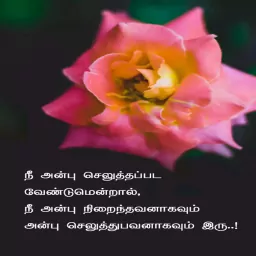 நீ அன்பு செலுத்தப்பட
வேண்டுமென்றால்,
நீ அன்பு நிறைந்தவனாகவும்
அன்பு செலுத்துபவனாகவும் இரு..!